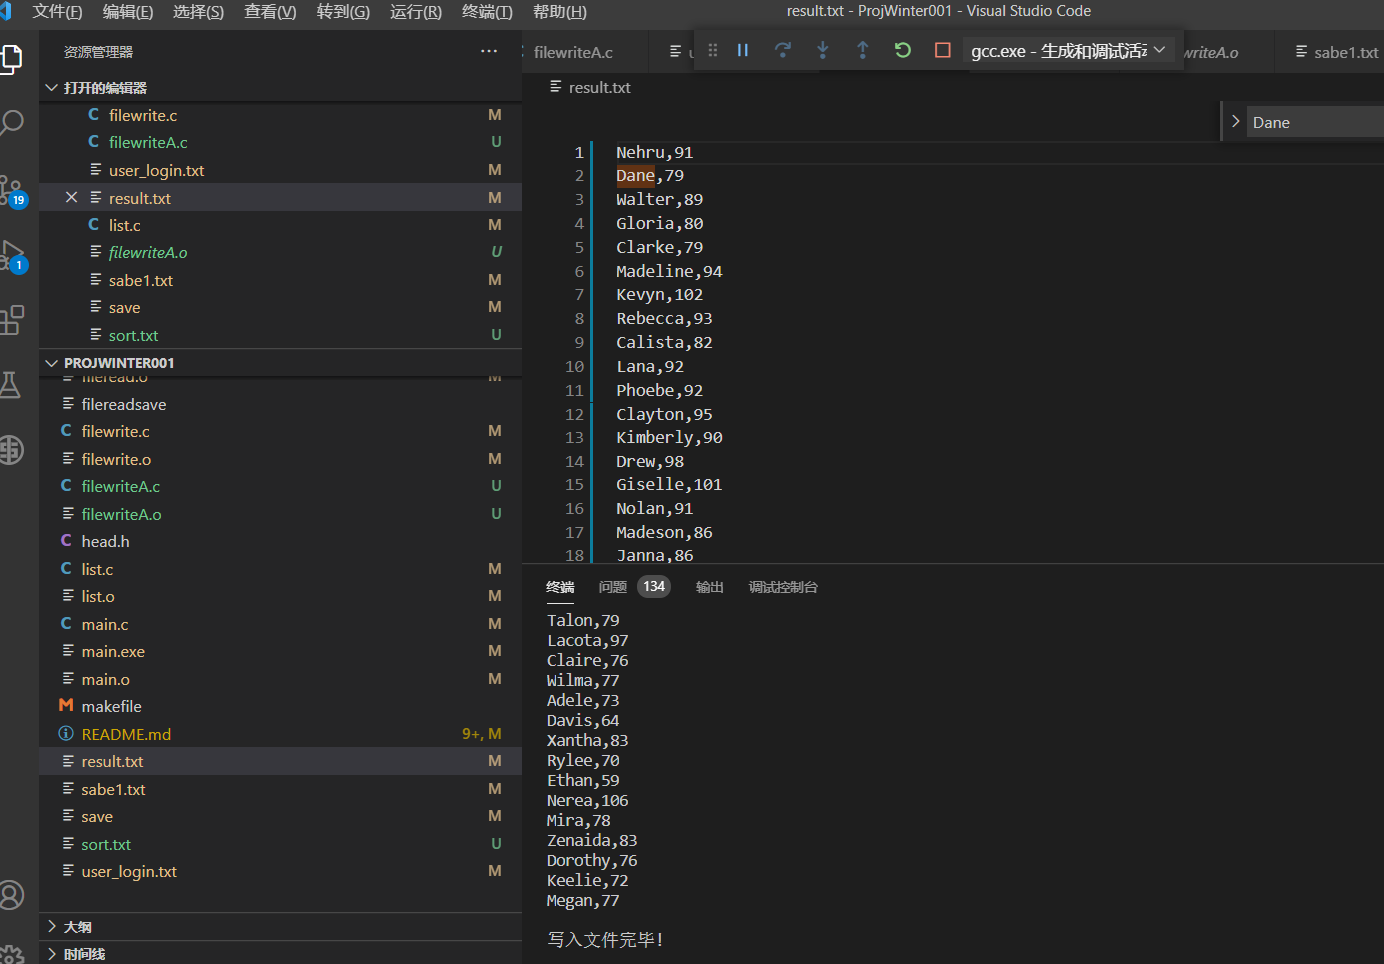 文件(F) 编辑(E) 选择(S) 查看(V) 转到(G) 运行(R) 终端(T) 帮助(H) result.txt - ProjWinter001 - Visual Studio Code
资源管理器 ···
filewriteA.c
gcc.exe - 生成和调试活动
writeA.o
sabe1.txt
打开的编辑器
filewrite.c M
filewriteA.c U
user_login.txt M
result.txt M
list.c M
filewriteA.o U
sabe1.txt M
save M
sort.txt U
19
1
PROJWINTER001
fileread.o M
filereadsave
filewrite.c M
filewrite.o M
filewriteA.c U
filewriteA.o U
head.h
list.c M
list.o M
main.c M
main.exe M
main.o M
makefile
README.md 9+, M
result.txt M
sabe1.txt M
save M
sort.txt U
user_login.txt M
大纲
时间线
result.txt
Dane
1 Nehru,91
2 Dane,79
3 Walter,89
4 Gloria,80
5 Clarke,79
6 Madeline,94
7 Kevyn,102
8 Rebecca,93
9 Calista,82
10 Lana,92
11 Phoebe,92
12 Clayton,95
13 Kimberly,90
14 Drew,98
15 Giselle,101
16 Nolan,91
17 Madeson,86
18 Janna,86
终端 问题 134 输出 调试控制台
Talon,79
Lacota,97
Claire,76
Wilma,77
Adele,73
Davis,64
Xantha,83
Rylee,70
Ethan,59
Nerea,106
Mira,78
Zenaida,83
Dorothy,76
Keelie,72
Megan,77
写入文件完毕!